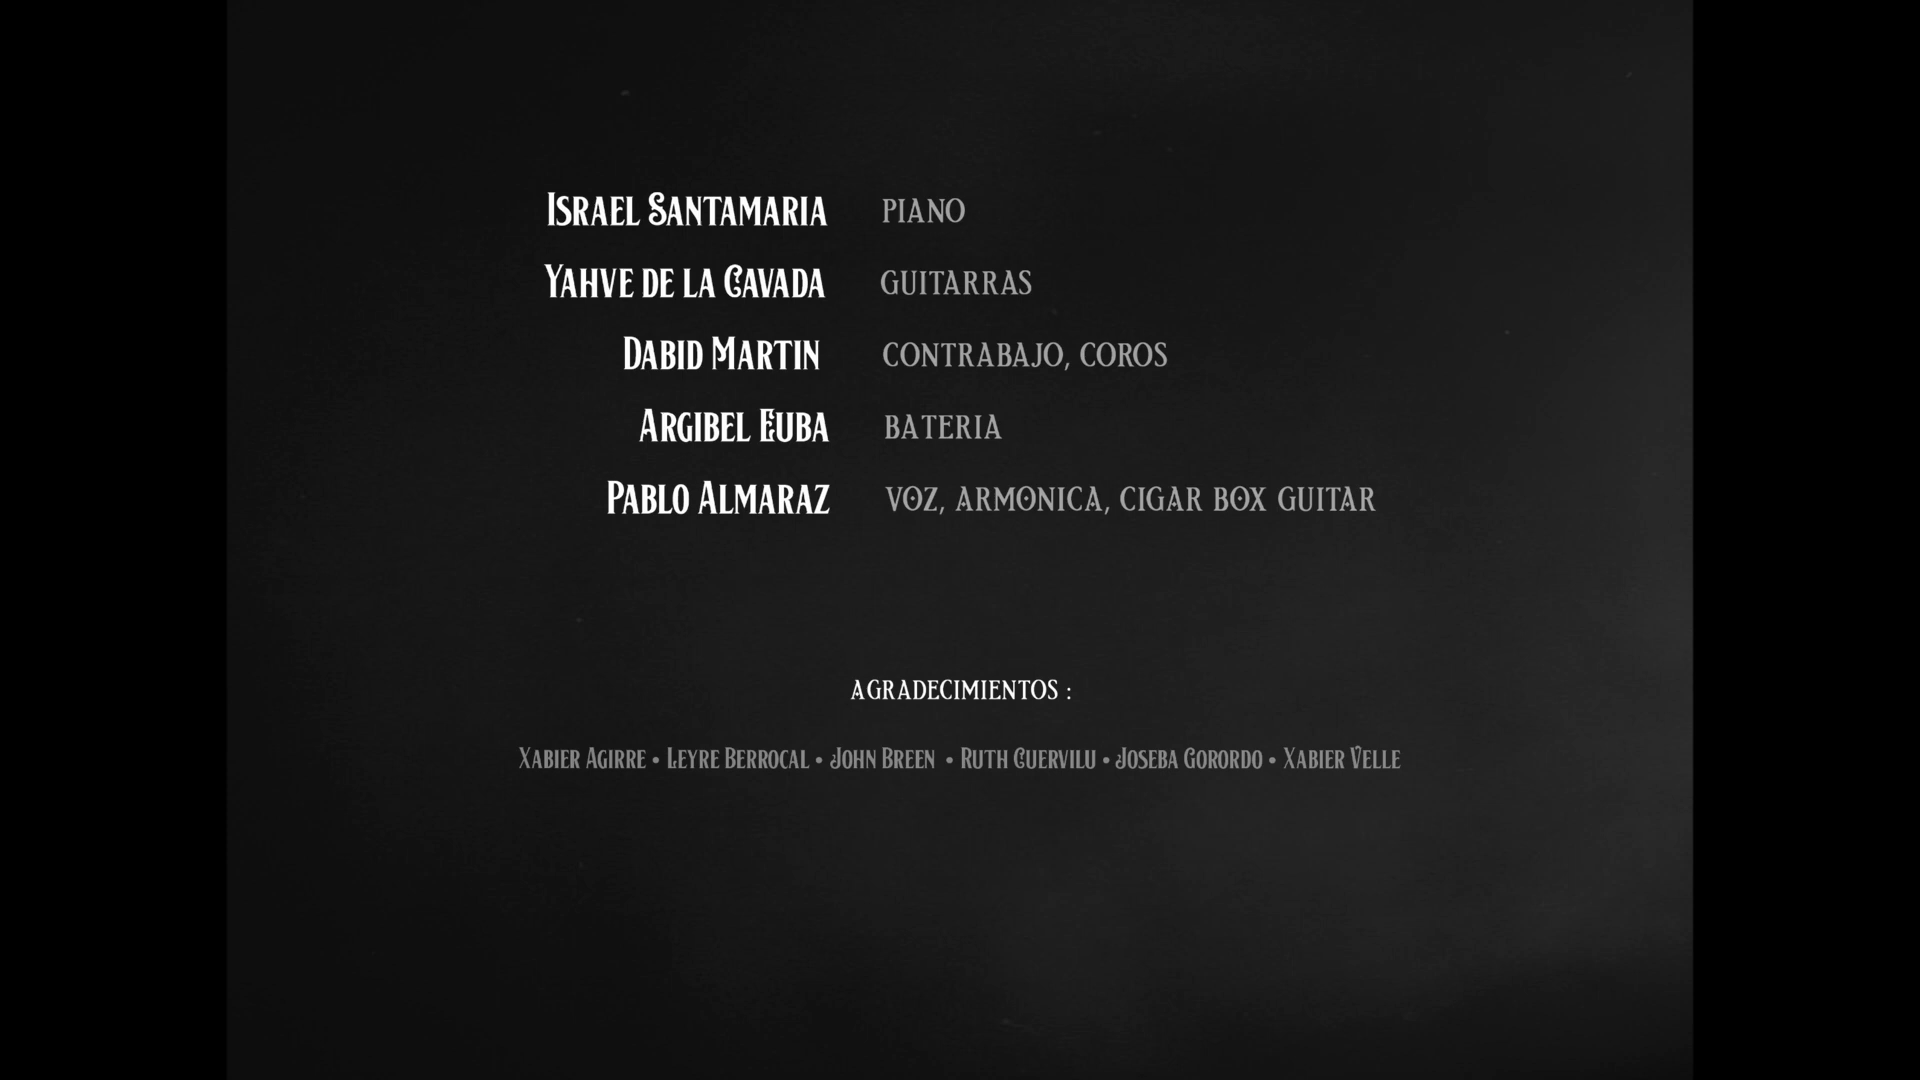 Israel Santamaria piano
Yahve de la Cavada guitarras
Dabid Martin contrabajo, coros
Argibel Euba bateria
Pablo Almaraz voz, armonica, cigar box guitar
agradecimientos :
Xabier Agirre • Leyre Berrocal • John Breen • Ruth Cuervilu • Joseba Gorordo • Xabier Velle